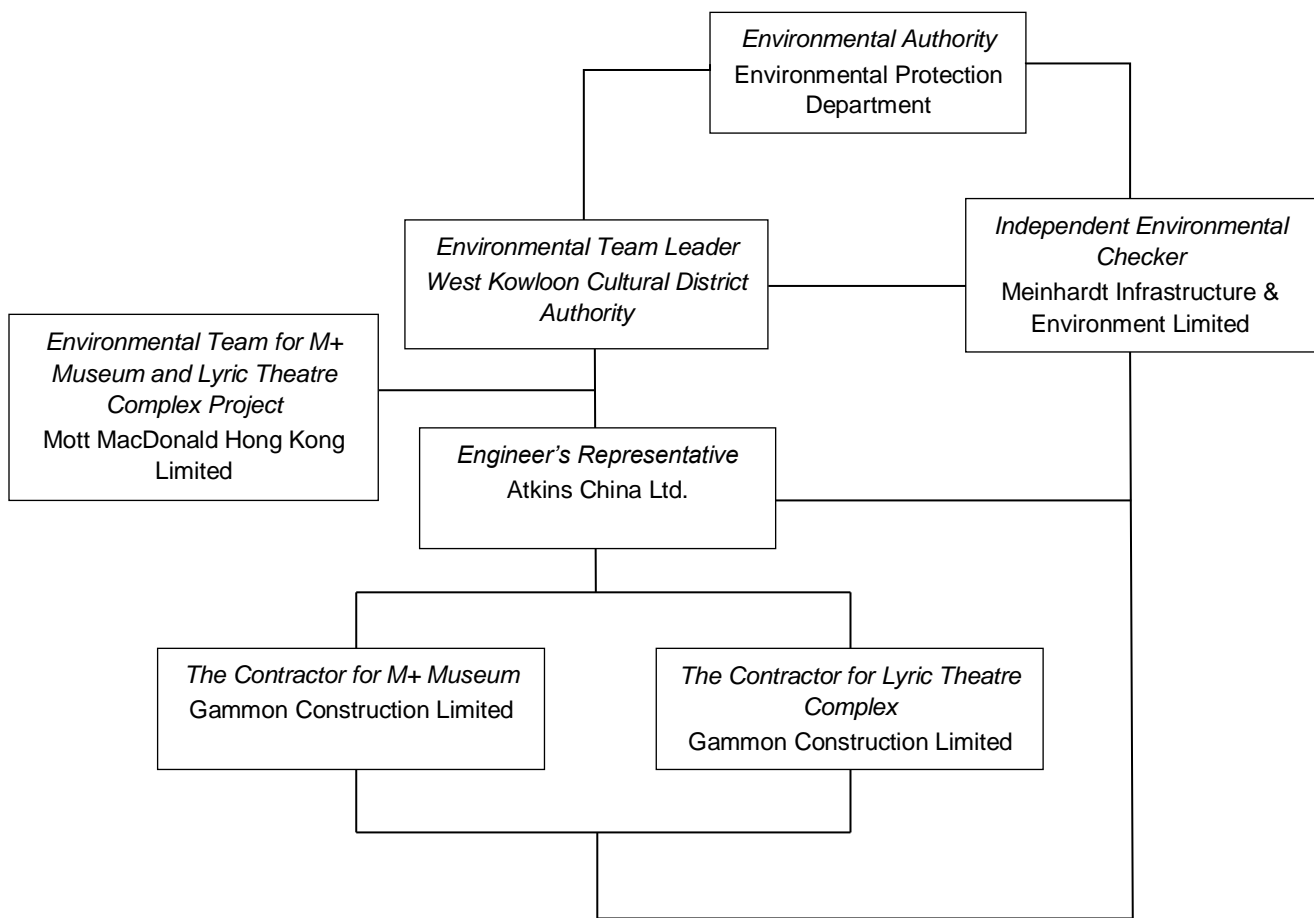 Environmental Authority
Environmental Protection
Department
Environmental Team Leader
West Kowloon Cultural District
Authority
Independent Environmental
Checker
Meinhardt Infrastructure &
Environment Limited
Environmental Team for M+
Museum and Lyric Theatre
Complex Project
Mott MacDonald Hong Kong
Limited
Engineer’s Representative
Atkins China Ltd.
The Contractor for M+ Museum
Gammon Construction Limited
The Contractor for Lyric Theatre
Complex
Gammon Construction Limited